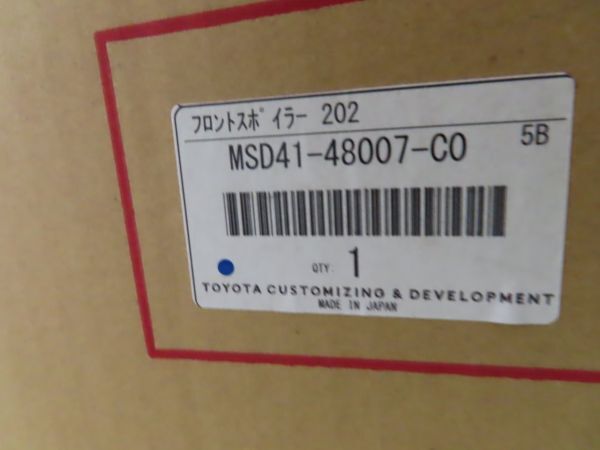 フロントスポイラー 202
MSD41-48007-C0
5B
QTY: 1
TOYOTA CUSTOMIZING & DEVELOPMENT
MADE IN JAPAN